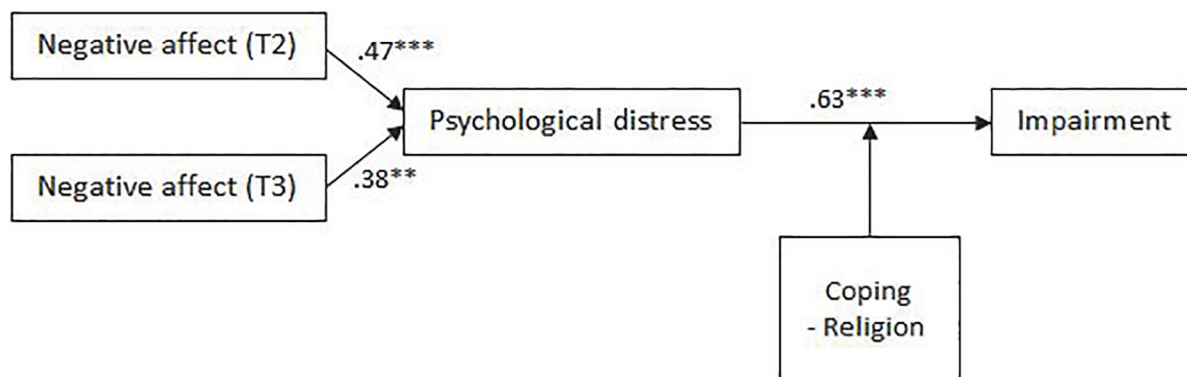 Negative affect (T2)
.47***
Psychological distress
.63***
Impairment
Negative affect (T3)
.38**
Coping
- Religion